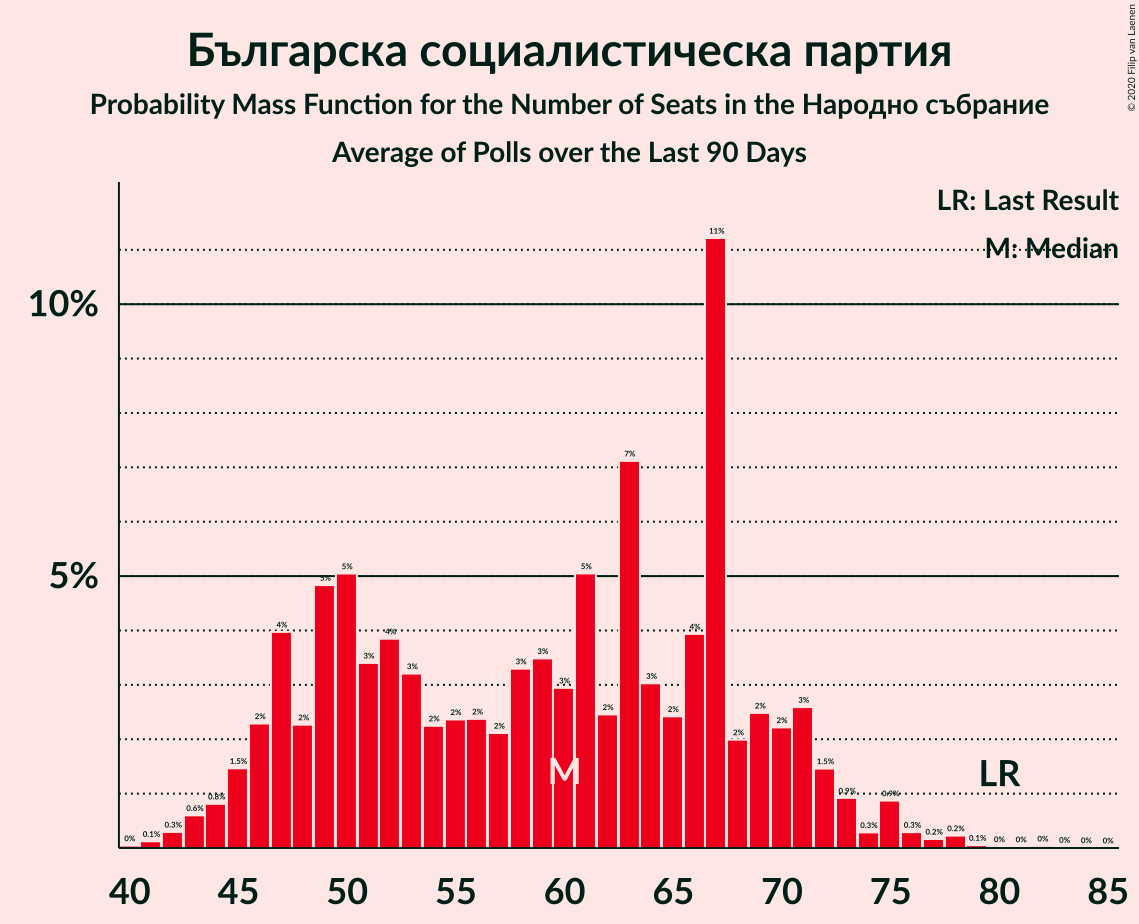 Българска социалистическа партия
Probability Mass Function for the Number of Seats in the Народно събрание
Average of Polls over the Last 90 Days
© 2020 Filip van Laenen
LR: Last Result
M: Median
10%
5%
0% 0.1% 0.3% 0.6% 0.8% 1.5% 2% 4% 2% 5% 5% 3% 4% 3% 2% 2% 2% 2% 3% 3% 3% 5% 2% 7% 3% 2% 4% 11% 2% 2% 2% 3% 1.5% 0.9% 0.3% 0.9% 0.3% 0.2% 0.2% 0.1% 0% 0% 0% 0% 0% 0%
M
LR
40 45 50 55 60 65 70 75 80 85